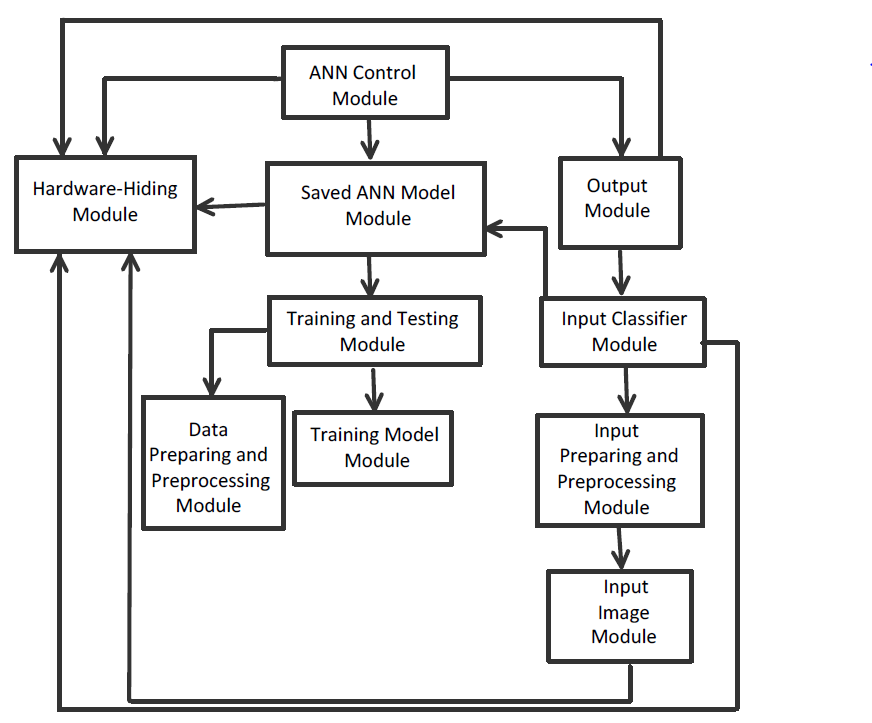 ANN Control
Module
Hardware-Hiding
Module
Saved ANN Model
Module
Output
Module
Training and Testing
Module
Input Classifier
Module
Data
Preparing and
Preprocessing
Module
Training Model
Module
Input
Preparing and
Preprocessing
Module
Input
Image
Module